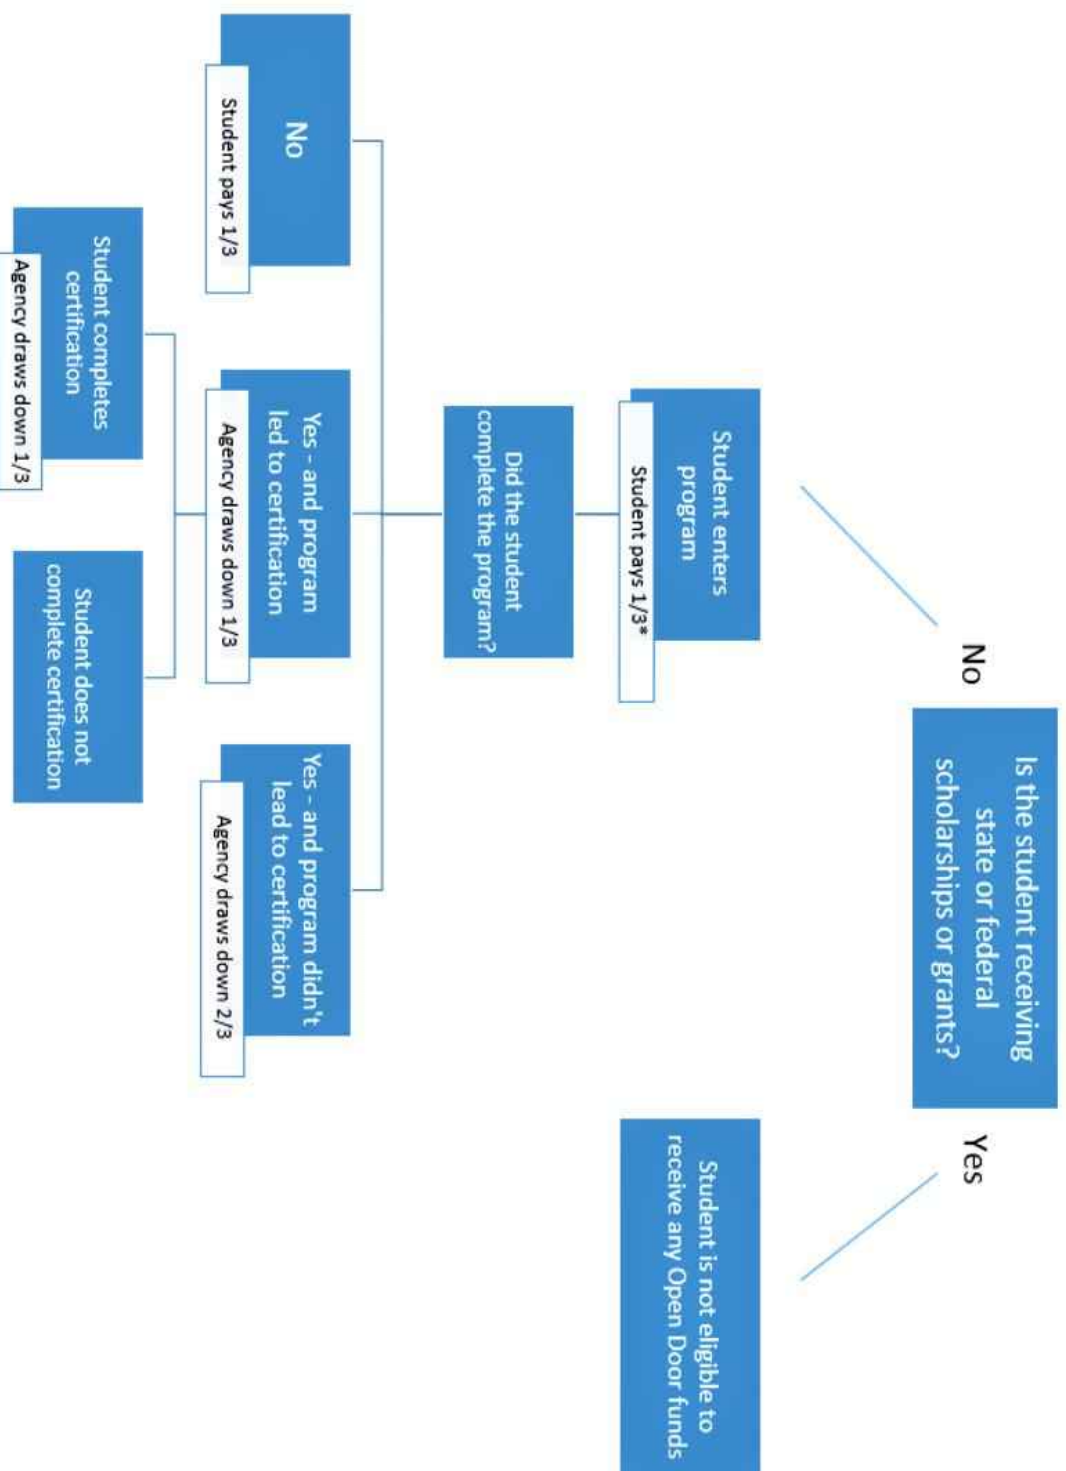 Is the student receiving
state or federal
scholarships or grants?
No
Yes
Student enters
program
Student pays 1/3*
Student is not eligible to
receive any Open Door funds
Did the student
complete the program?
No
Student pays 1/3
Yes - and program
led to certification
Agency draws down 1/3
Yes - and program didn't
lead to certification
Agency draws down 2/3
Student completes
certification
Agency draws down 1/3
Student does not
complete certification